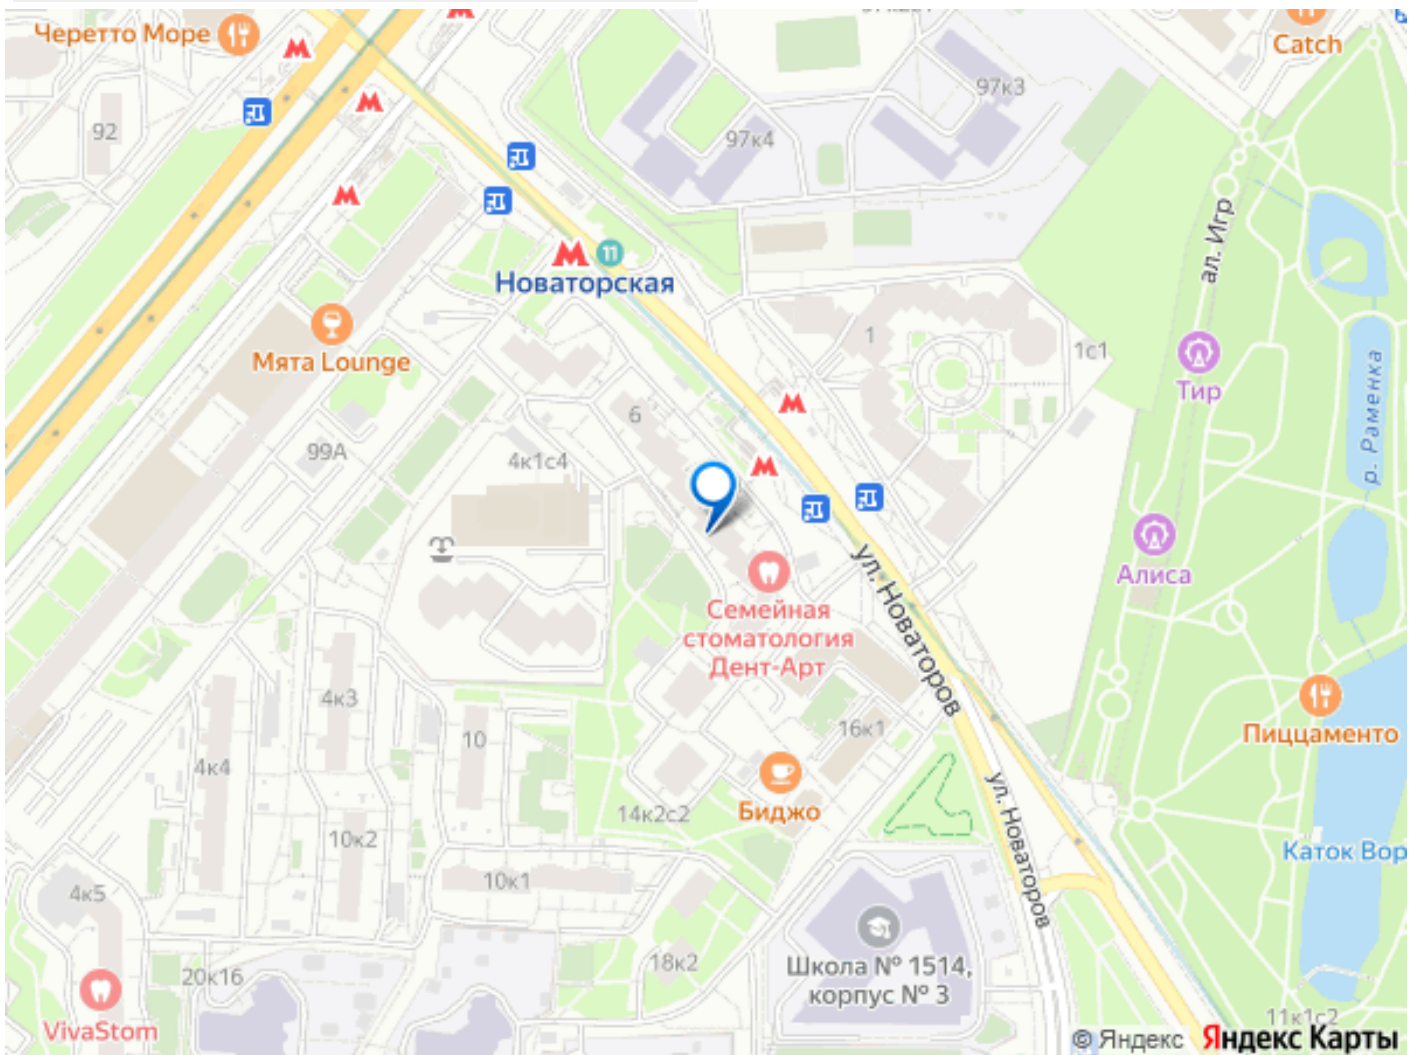 Черетто Море
Catch
92
97к3
97к4
ал. Игр
11
Новаторская
Мята Lounge
1
1с1
Тир
р. Раменка
6
99А
4к1с4
Алиса
ул. Новаторов
Семейная
стоматология
Дент-Арт
4к3
10
16к1
Пиццаменто
4к4
Биджо
14к2с2
ул. Новаторов
10к2
Каток Вор
10к1
4к5
18к2
20к16
Школа № 1514,
корпус № 3
VivaStom
11к1с2
© Яндекс Яндекс Карты